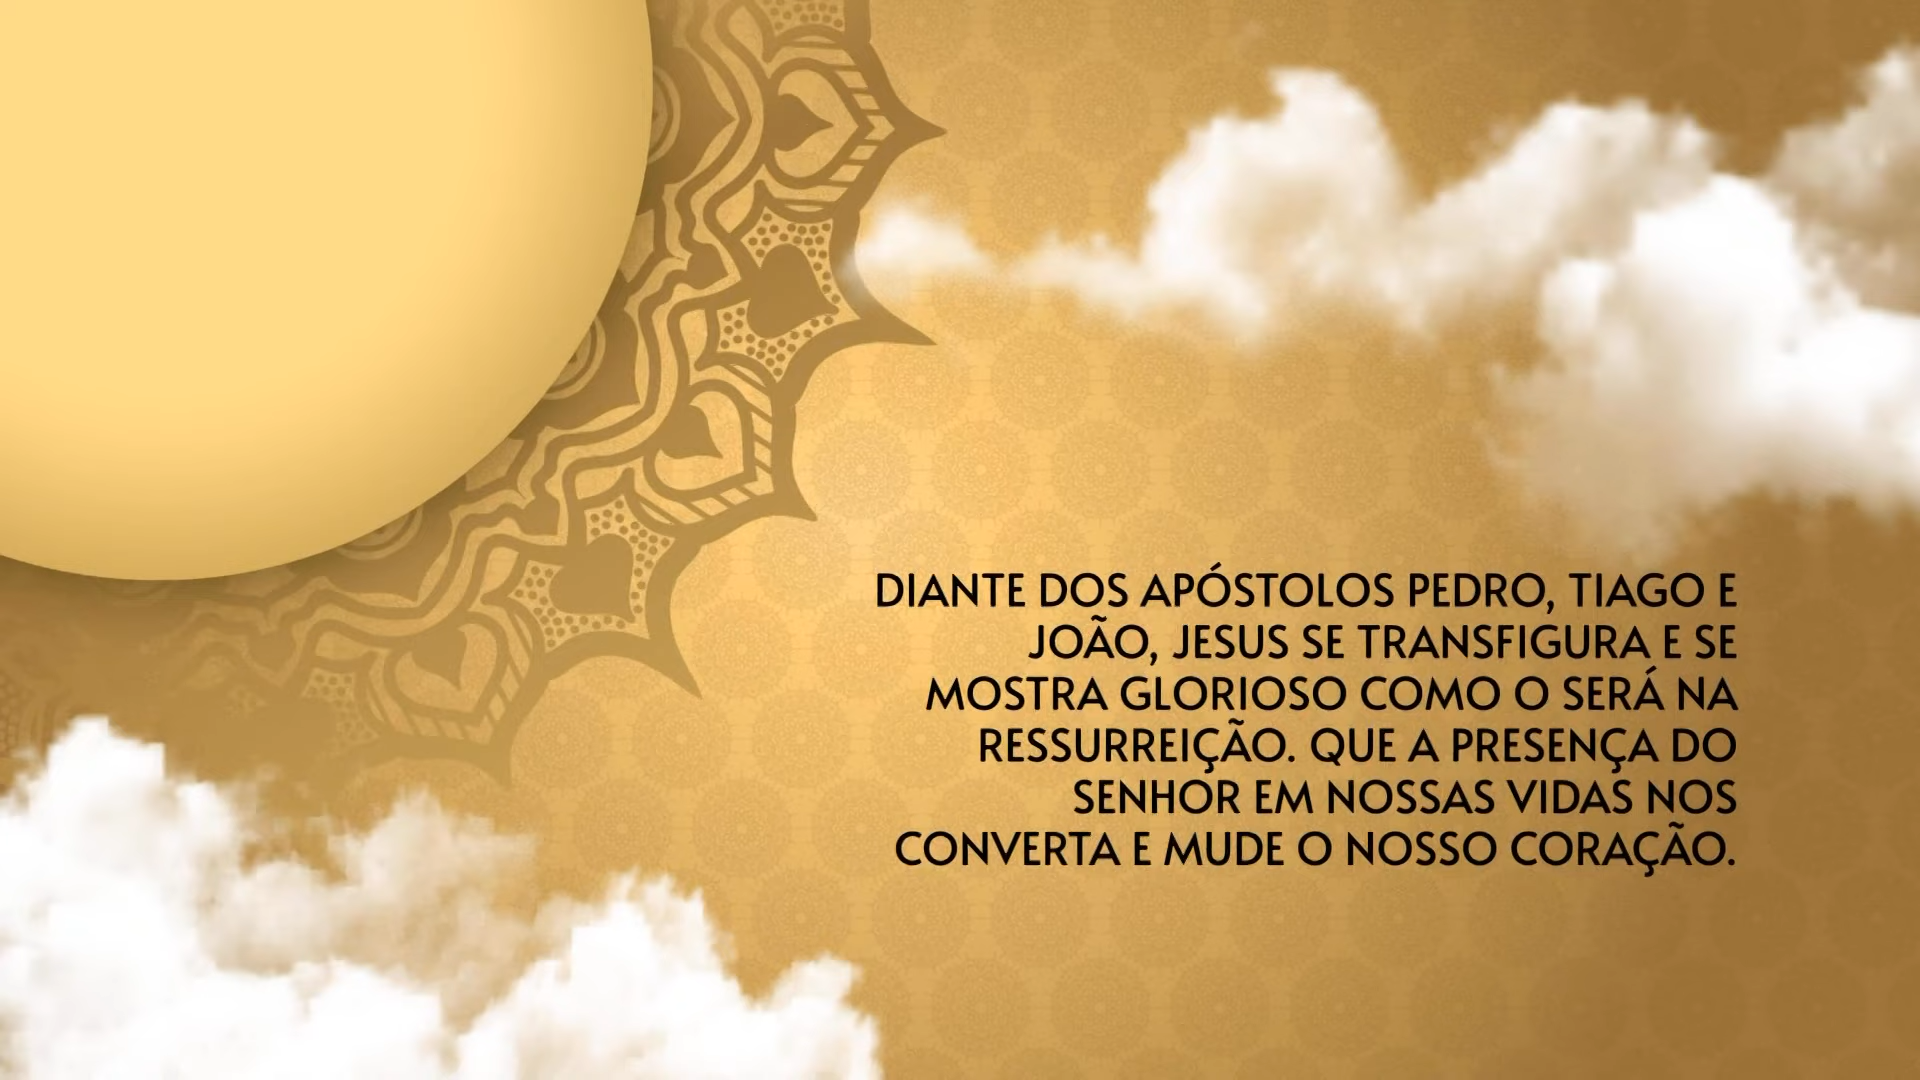 DIANTE DOS APÓSTOLOS PEDRO, TIAGO E
JOÃO, JESUS SE TRANSFIGURA E SE
MOSTRA GLORIOSO COMO O SERÁ NA
RESSURREIÇÃO. QUE A PRESENÇA DO
SENHOR EM NOSSAS VIDAS NOS
CONVERTA E MUDE O NOSSO CORAÇÃO.